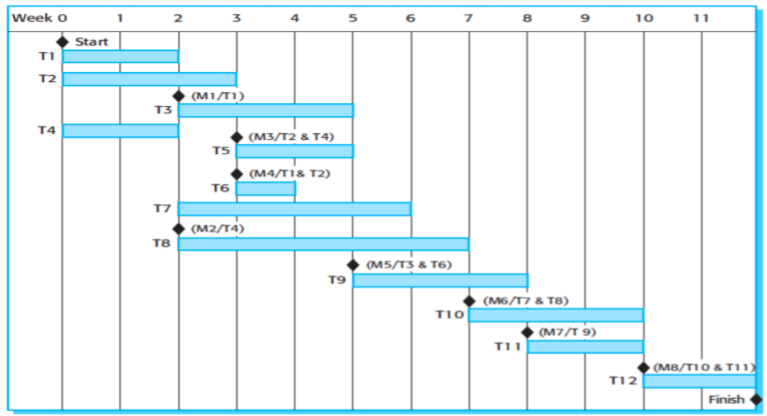 Week 0 1 2 3 4 5 6 7 8 9 10 11
Start
T1
T2
(M1/T1)
T3
T4
(M3/T2 & T4)
T5
(M4/T1& T2)
T6
T7
(M2/T4)
T8
(M5/T3 & T6)
T9
(M6/T7 & T8)
T10
(M7/T 9)
T11
(M8/T10 & T11)
T12
Finish